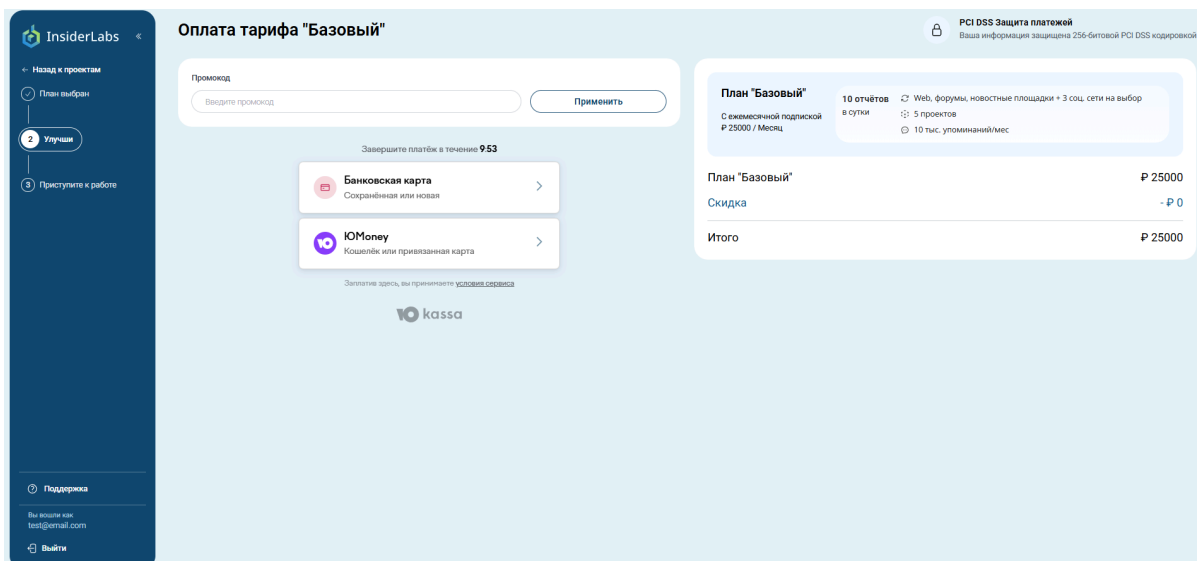 InsiderLabs «
← Назад к проектам
План выбран
2 Улучши
3 Приступите к работе
Поддержка
Вы вошли как
test@email.com
Выйти
Оплата тарифа "Базовый"
PCI DSS Защита платежей
Ваша информация защищена 256-битовой PCI DSS кодировкой
Промокод
Введите промокод
Применить
Завершите платёж в течение 9:53
Банковская карта
Сохранённая или новая
ЮMoney
Кошелёк или привязанная карта
Заплатив здесь, вы принимаете условия сервиса
Ю kassa
План "Базовый"
С ежемесячной подпиской
₽ 25000 / Месяц
10 отчётов
в сутки
Web, форумы, новостные площадки + 3 соц. сети на выбор
5 проектов
10 тыс. упоминаний/мес
План "Базовый" ₽ 25000
Скидка - ₽ 0
Итого ₽ 25000